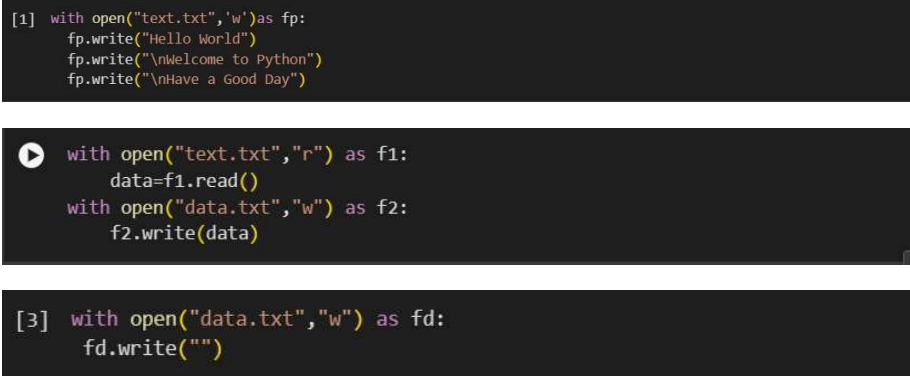 [1] with open("text.txt",'w')as fp:
fp.write("Hello World")
fp.write("\nWelcome to Python")
fp.write("\nHave a Good Day")
with open("text.txt","r") as f1:
data=f1.read()
with open("data.txt","w") as f2:
f2.write(data)
[3] with open("data.txt","w") as fd:
fd.write("")